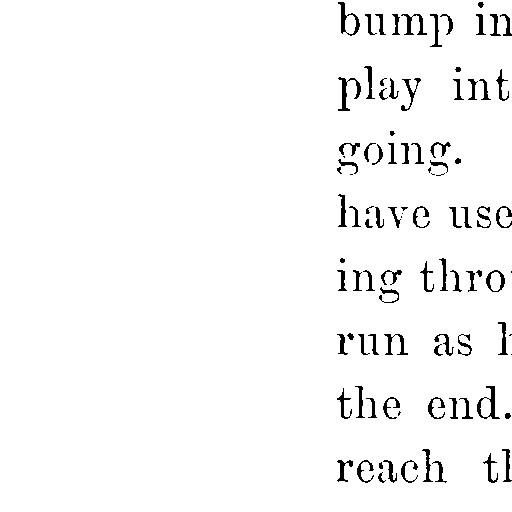 bump in
play int
going.
have use
ing thro
run as h
the end.
reach th